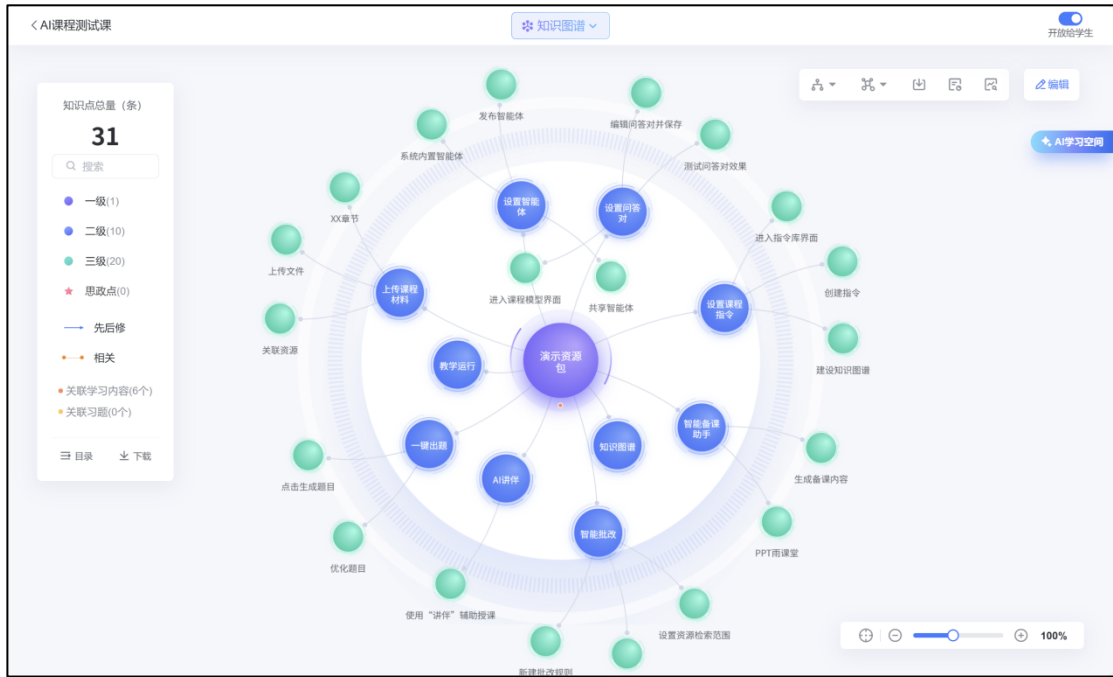 AI课程测试课
知识图谱
开放给学生
知识点总量（条）
31
搜索
一级(1)
二级(10)
三级(20)
思政点(0)
先后修
相关
关联学习内容(6个)
关联习题(0个)
目录
下载
编辑
AI学习空间
发布智能体
编辑问答对并保存
系统内置智能体
测试问答对效果
设置智能
体
设置问答
对
XX章节
进入指令库界面
上传文件
进入课程模型界面
共享智能体
上传课程
材料
创建指令
设置课程
指令
关联资源
演示资源
包
教学运行
建设知识图谱
智能备课
助手
一键出题
知识图谱
AI讲伴
点击生成题目
生成备课内容
智能批改
PPT雨课堂
优化题目
使用“讲伴”辅助授课
设置资源检索范围
新建批改规则
100%